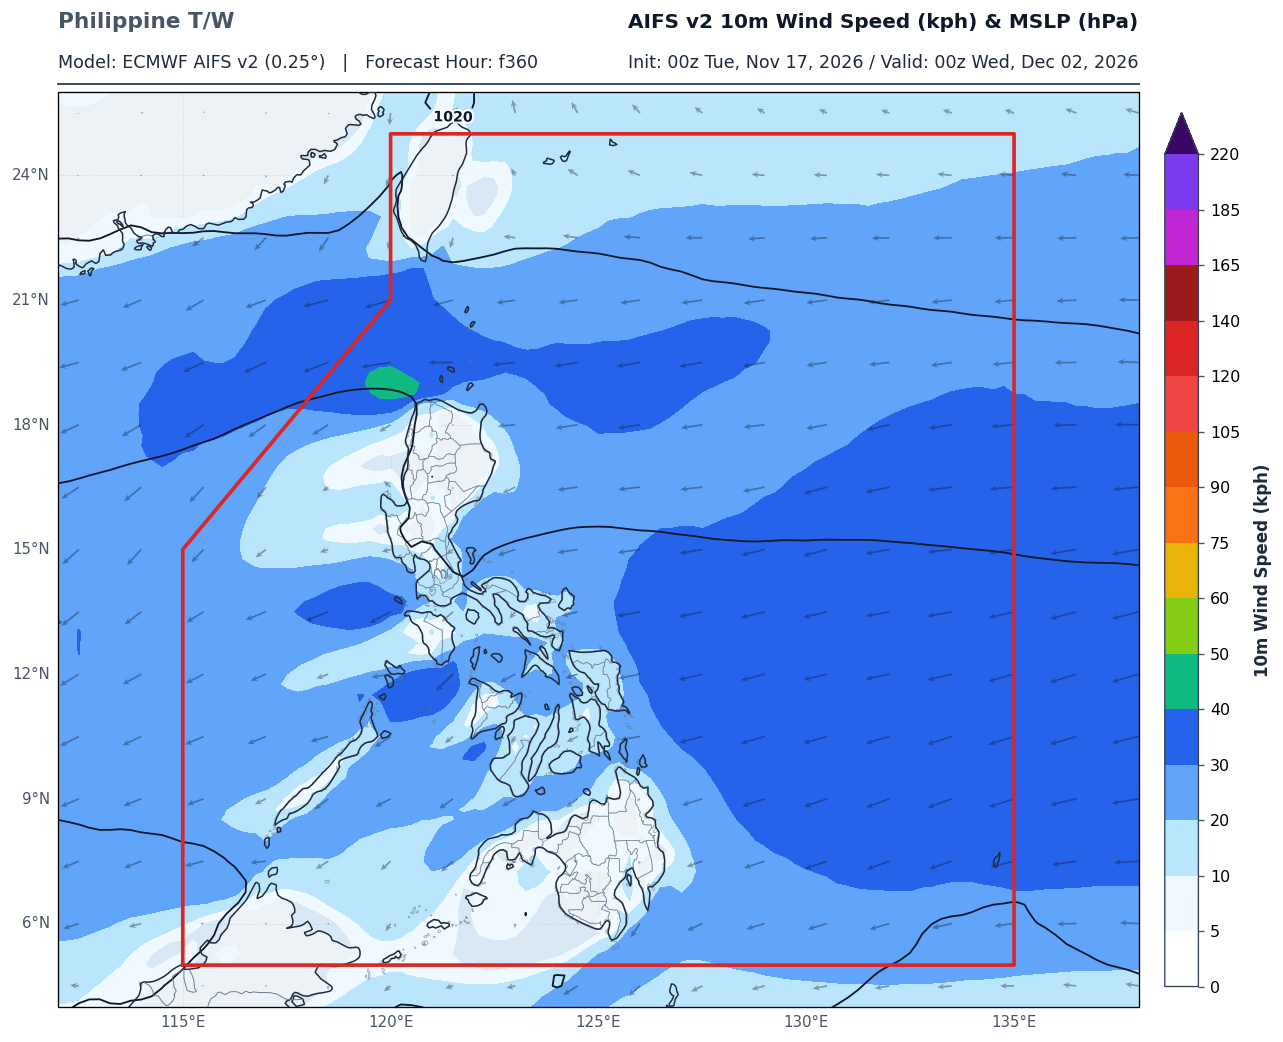 Philippine T/W
AIFS v2 10m Wind Speed (kph) & MSLP (hPa)
Model: ECMWF AIFS v2 (0.25°)   |   Forecast Hour: f360
Init: 00z Tue, Nov 17, 2026 / Valid: 00z Wed, Dec 02, 2026
1020
24°N
21°N
18°N
15°N
12°N
9°N
6°N
115°E
120°E
125°E
130°E
135°E
220
185
165
140
120
105
90
75
60
50
40
30
20
10
5
0
10m Wind Speed (kph)